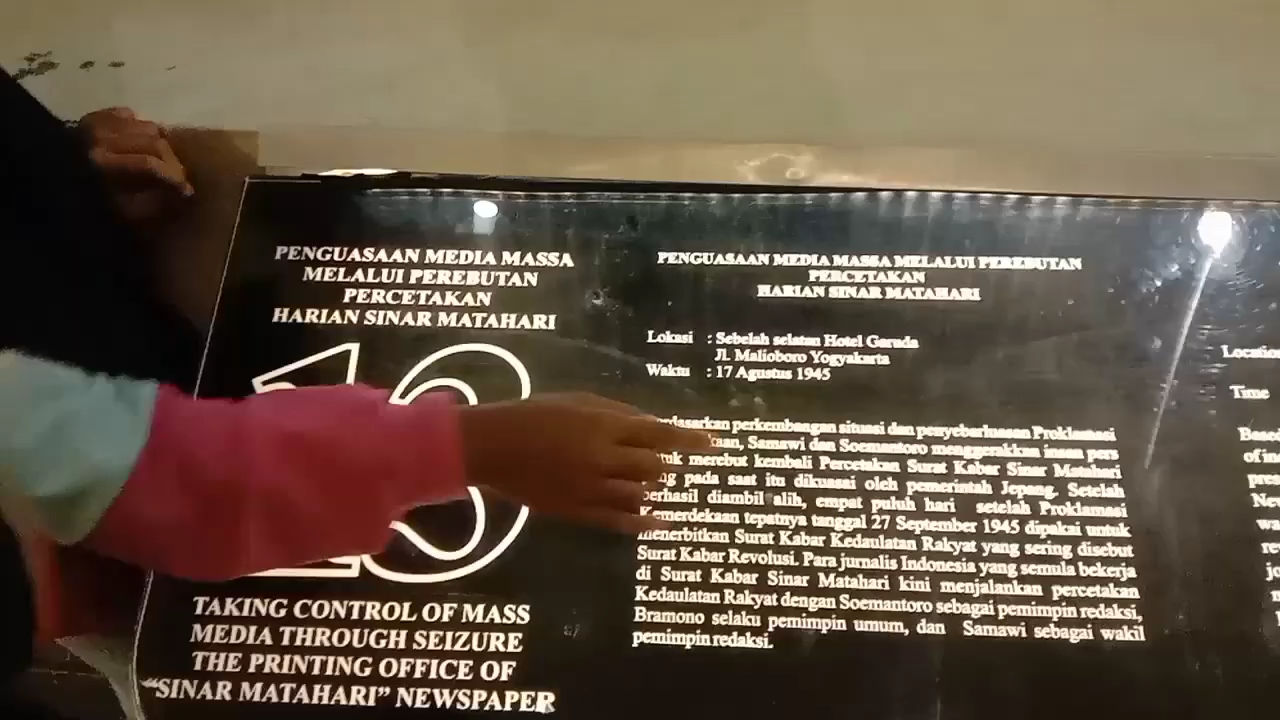 PENGUASAAN MEDIA MASSA
MELALUI PEREBUTAN
PERCETAKAN
HARIAN SINAR MATAHARI
TAKING CONTROL OF MASS
MEDIA THROUGH SEIZURE
THE PRINTING OFFICE OF
“SINAR MATAHARI” NEWSPAPER
PENGUASAAN MEDIA MASSA MELALUI PEREBUTAN
PERCETAKAN
HARIAN SINAR MATAHARI
Lokasi : Sebelah selatan Hotel Garuda
Jl. Malioboro Yogyakarta
Waktu : 17 Agustus 1945
perkembangan situasi dan penyebarluasan Proklamasi
Samawi dan Soemantoro menggerakkan insan pers
merebut kembali Percetakan Surat Kabar Sinar Matahari
pada saat itu dikuasai oleh pemerintah Jepang. Setelah
berhasil diambil alih, empat puluh hari setelah Proklamasi
Kemerdekaan tepatnya tanggal 27 September 1945 dipakai untuk
menerbitkan Surat Kabar Kedaulatan Rakyat yang sering disebut
Surat Kabar Revolusi. Para jurnalis Indonesia yang semula bekerja
di Surat Kabar Sinar Matahari kini menjalankan percetakan
Kedaulatan Rakyat dengan Soemantoro sebagai pemimpin redaksi,
Bramono selaku pemimpin umum, dan Samawi sebagai wakil
pemimpin redaksi.
Time